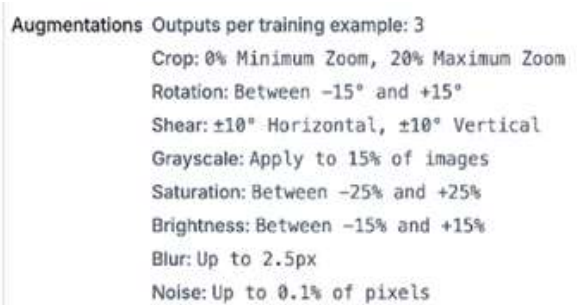 Augmentations Outputs per training example: 3
Crop: 0% Minimum Zoom, 20% Maximum Zoom
Rotation: Between −15° and +15°
Shear: ±10° Horizontal, ±10° Vertical
Grayscale: Apply to 15% of images
Saturation: Between −25% and +25%
Brightness: Between −15% and +15%
Blur: Up to 2.5px
Noise: Up to 0.1% of pixels